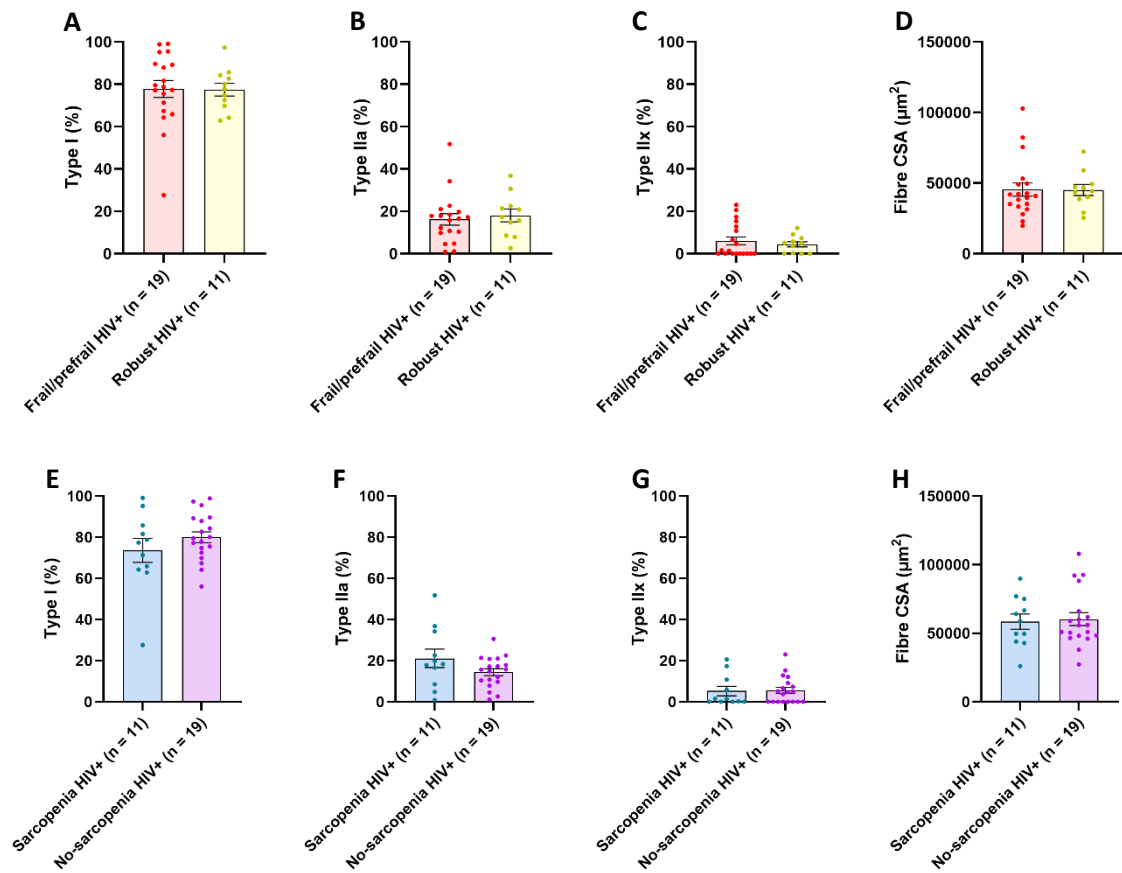 A
Type I (%)
100
80
60
40
20
0
Frail/prefrail HIV+ (n = 19)
Robust HIV+ (n = 11)
B
Type IIa (%)
100
80
60
40
20
0
Frail/prefrail HIV+ (n = 19)
Robust HIV+ (n = 11)
C
Type IIx (%)
100
80
60
40
20
0
Frail/prefrail HIV+ (n = 19)
Robust HIV+ (n = 11)
D
Fibre CSA (µm²)
150000
100000
50000
0
Frail/prefrail HIV+ (n = 19)
Robust HIV+ (n = 11)
E
Type I (%)
100
80
60
40
20
0
Sarcopenia HIV+ (n = 11)
No-sarcopenia HIV+ (n = 19)
F
Type IIa (%)
100
80
60
40
20
0
Sarcopenia HIV+ (n = 11)
No-sarcopenia HIV+ (n = 19)
G
Type IIx (%)
100
80
60
40
20
0
Sarcopenia HIV+ (n = 11)
No-sarcopenia HIV+ (n = 19)
H
Fibre CSA (µm²)
150000
100000
50000
0
Sarcopenia HIV+ (n = 11)
No-sarcopenia HIV+ (n = 19)